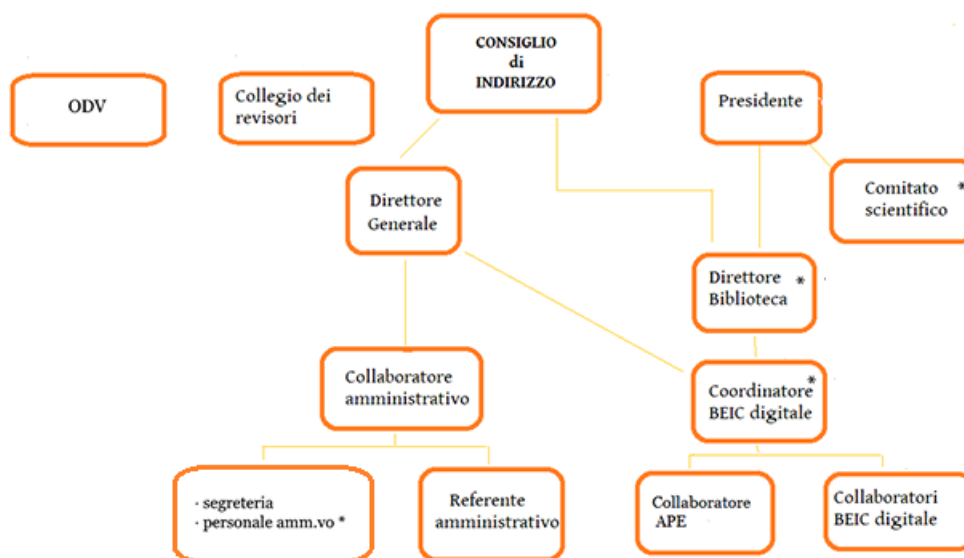 CONSIGLIO
di
INDIRIZZO
ODV
Collegio dei
revisori
Presidente
Direttore
Generale
Comitato *
scientifico
Direttore *
Biblioteca
Collaboratore
amministrativo
Coordinatore *
BEIC digitale
· segreteria
· personale amm.vo *
Referente
amministrativo
Collaboratore
APE
Collaboratori
BEIC digitale